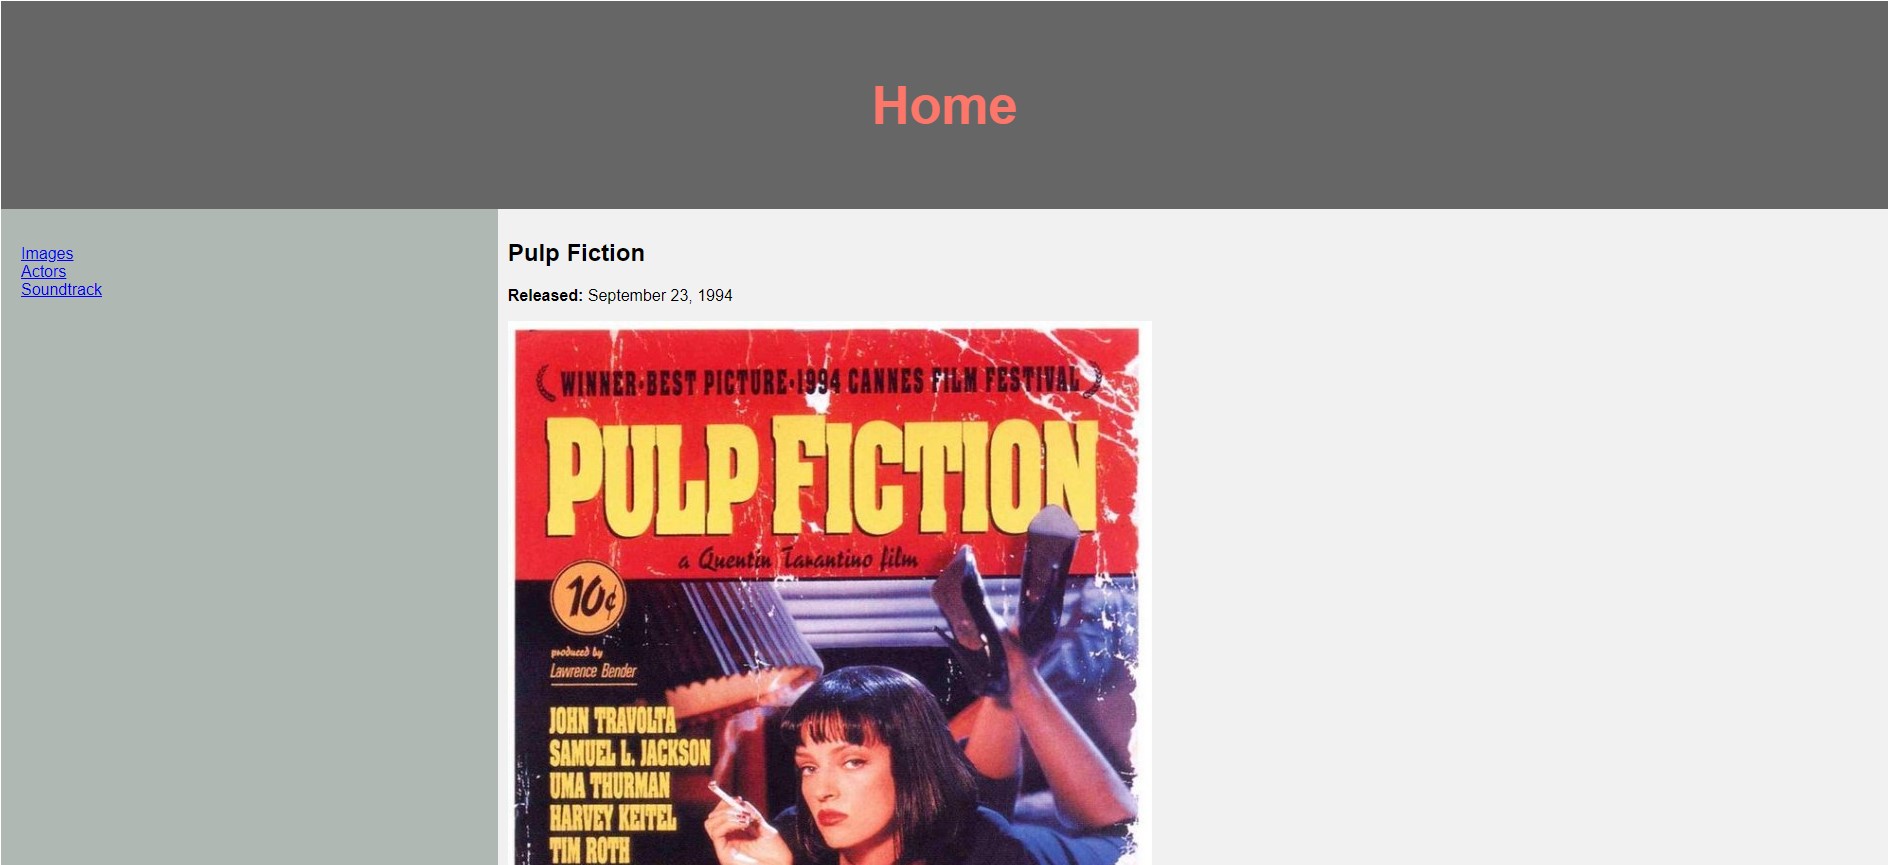 Home
Images
Actors
Soundtrack
Pulp Fiction
Released: September 23, 1994
WINNER·BEST PICTURE·1994 CANNES FILM FESTIVAL
PULP FICTION
a Quentin Tarantino film
10¢
produced by
Lawrence Bender
JOHN TRAVOLTA
SAMUEL L. JACKSON
UMA THURMAN
HARVEY KEITEL
TIM ROTH